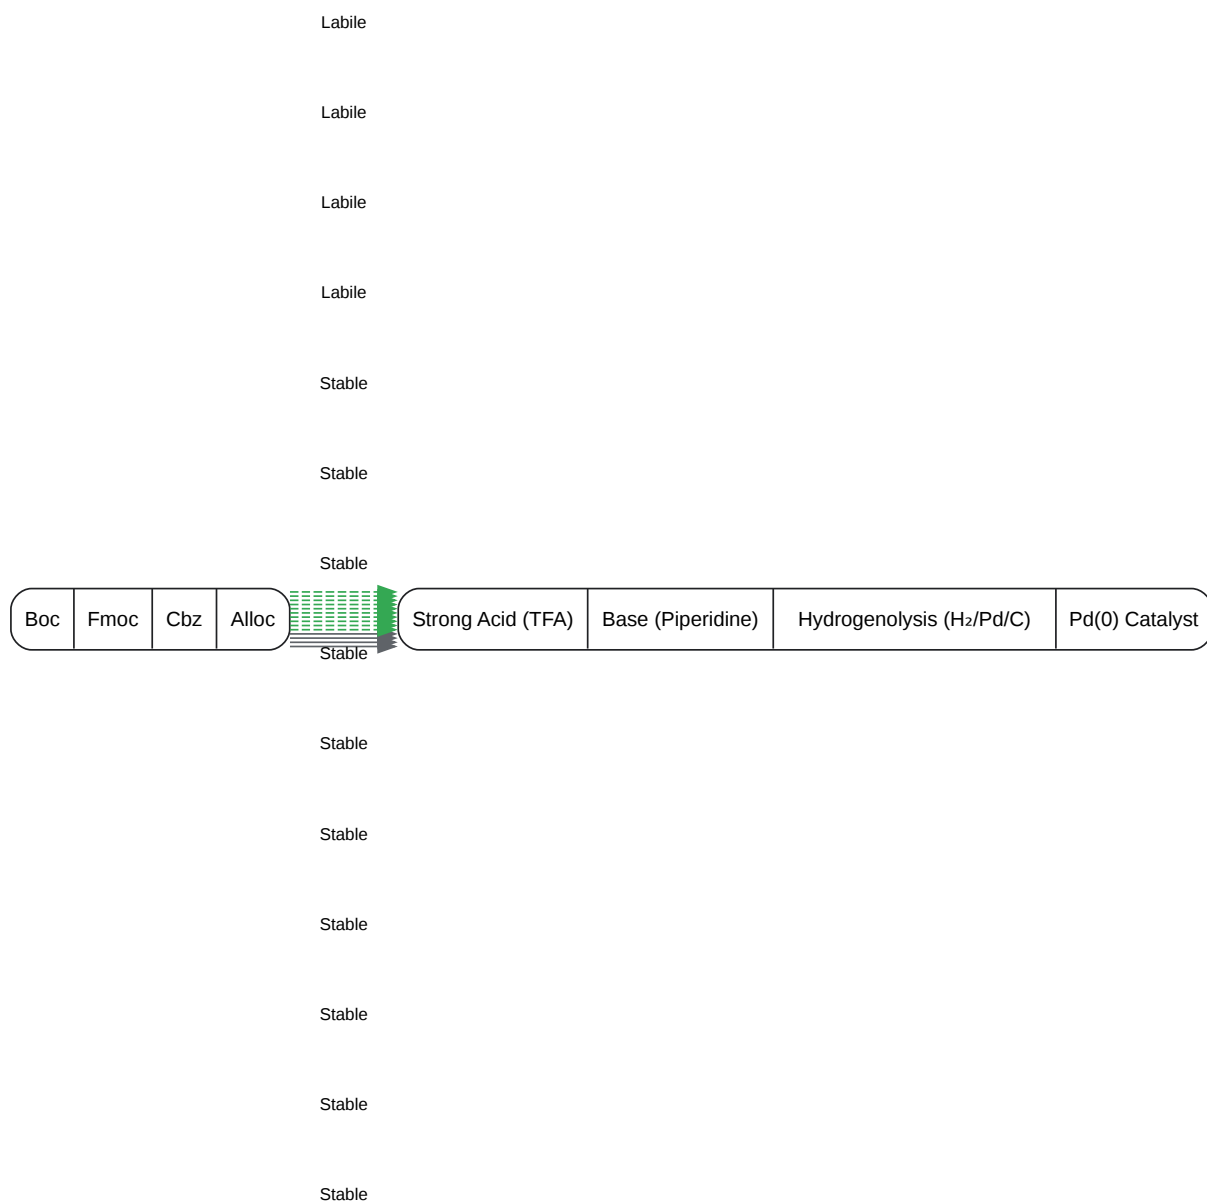 Labile
Labile
Labile
Labile
Stable
Stable
Stable
Boc Fmoc Cbz Alloc Strong Acid (TFA) Base (Piperidine) Hydrogenolysis (H₂/Pd/C) Pd(0) Catalyst
Stable
Stable
Stable
Stable
Stable
Stable
Stable